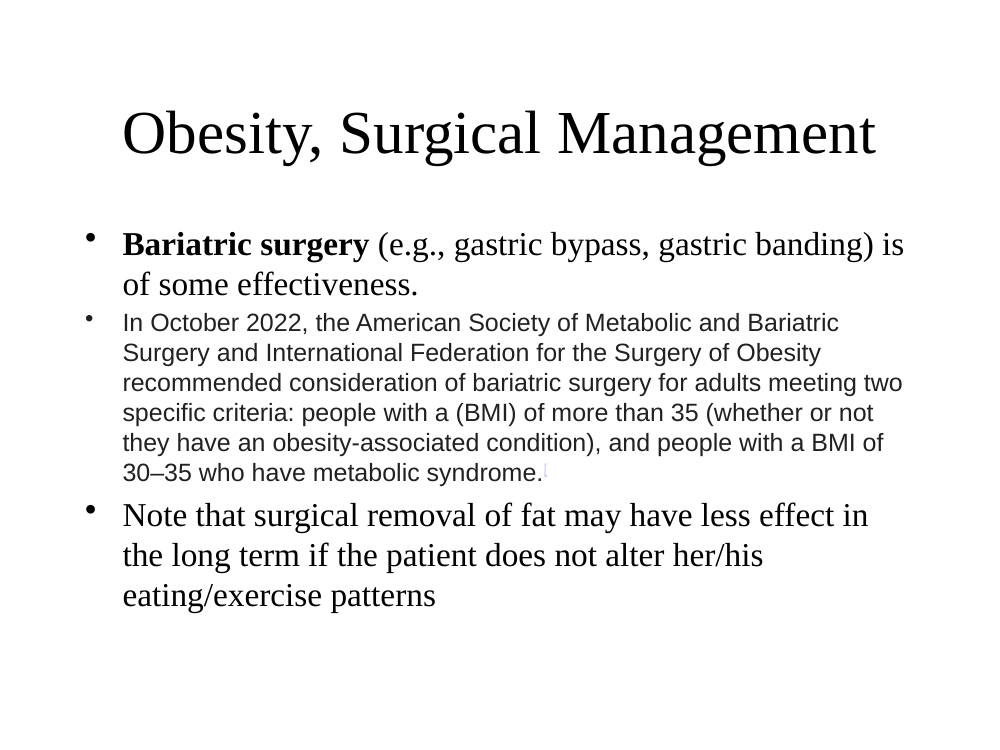 Obesity, Surgical Management
• Bariatric surgery (e.g., gastric bypass, gastric banding) is
of some effectiveness.
• In October 2022, the American Society of Metabolic and Bariatric
Surgery and International Federation for the Surgery of Obesity
recommended consideration of bariatric surgery for adults meeting two
specific criteria: people with a (BMI) of more than 35 (whether or not
they have an obesity-associated condition), and people with a BMI of
30–35 who have metabolic syndrome.[
• Note that surgical removal of fat may have less effect in
the long term if the patient does not alter her/his
eating/exercise patterns